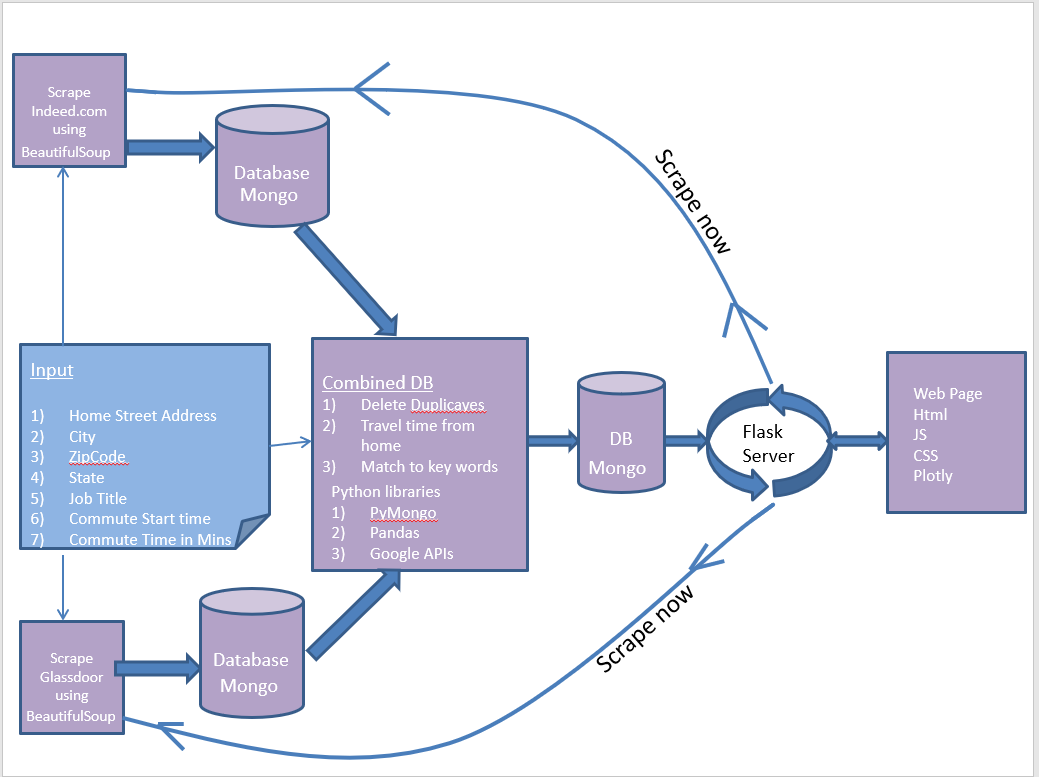 Scrape
Indeed.com
using
BeautifulSoup
Database
Mongo
Scrape now
Input
1) Home Street Address
2) City
3) ZipCode
4) State
5) Job Title
6) Commute Start time
7) Commute Time in Mins
Combined DB
1) Delete Duplicaves
2) Travel time from
home
3) Match to key words
Python libraries
1) PyMongo
2) Pandas
3) Google APIs
DB
Mongo
Flask
Server
Web Page
Html
JS
CSS
Plotly
Scrape
Glassdoor
using
BeautifulSoup
Database
Mongo
Scrape now